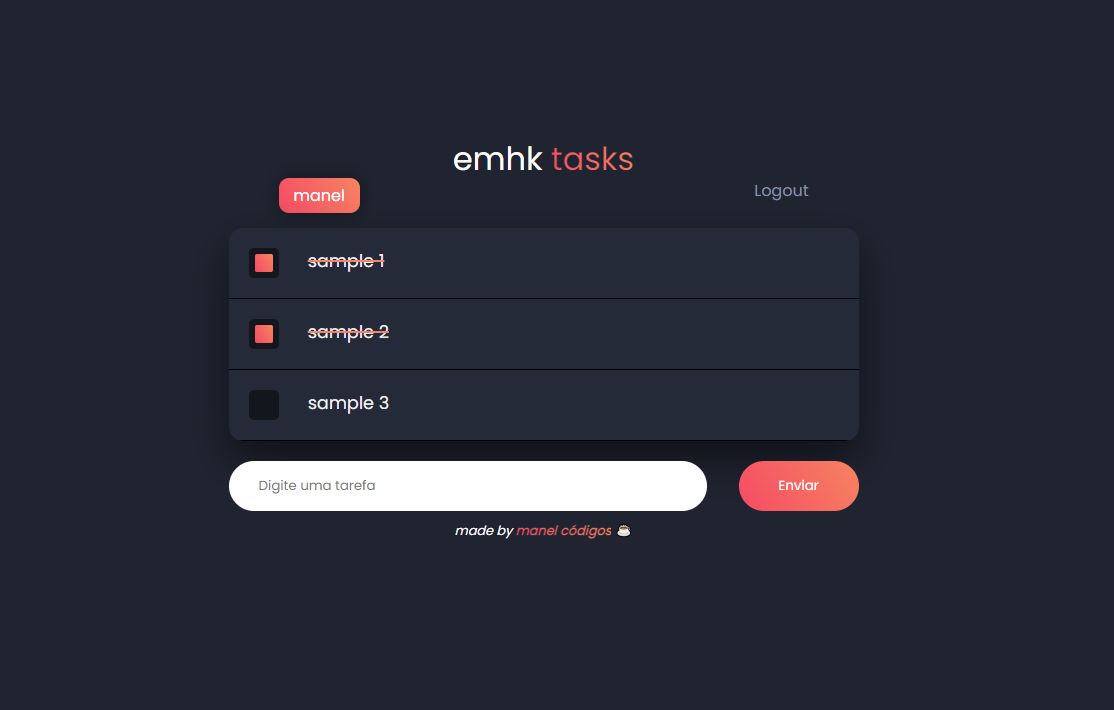 emhk tasks
manel
Logout
sample 1
sample 2
sample 3
Digite uma tarefa
Enviar
made by manel códigos ☕